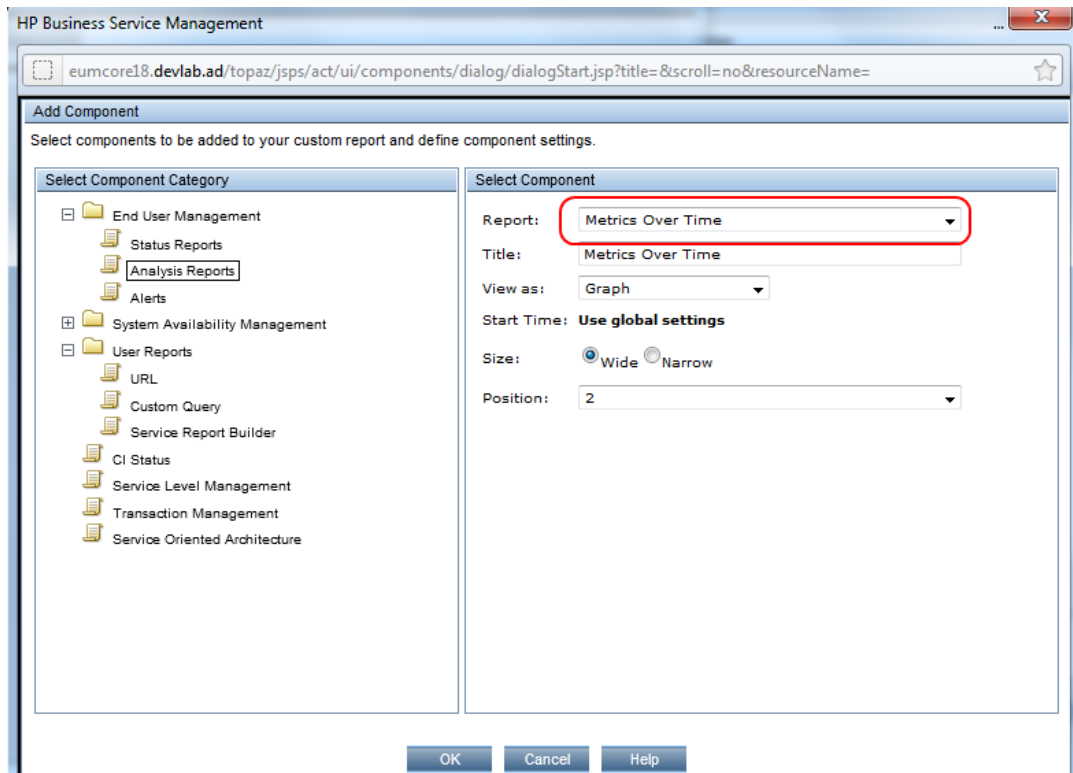 HP Business Service Management
...
X
eumcore18.devlab.ad/topaz/jsps/act/ui/components/dialog/dialogStart.jsp?title=&scroll=no&resourceName=
Add Component
Select components to be added to your custom report and define component settings.
Select Component Category
End User Management
Status Reports
Analysis Reports
Alerts
System Availability Management
User Reports
URL
Custom Query
Service Report Builder
CI Status
Service Level Management
Transaction Management
Service Oriented Architecture
Select Component
Report: Metrics Over Time
Title: Metrics Over Time
View as: Graph
Start Time: Use global settings
Size: Wide Narrow
Position: 2
OK Cancel Help